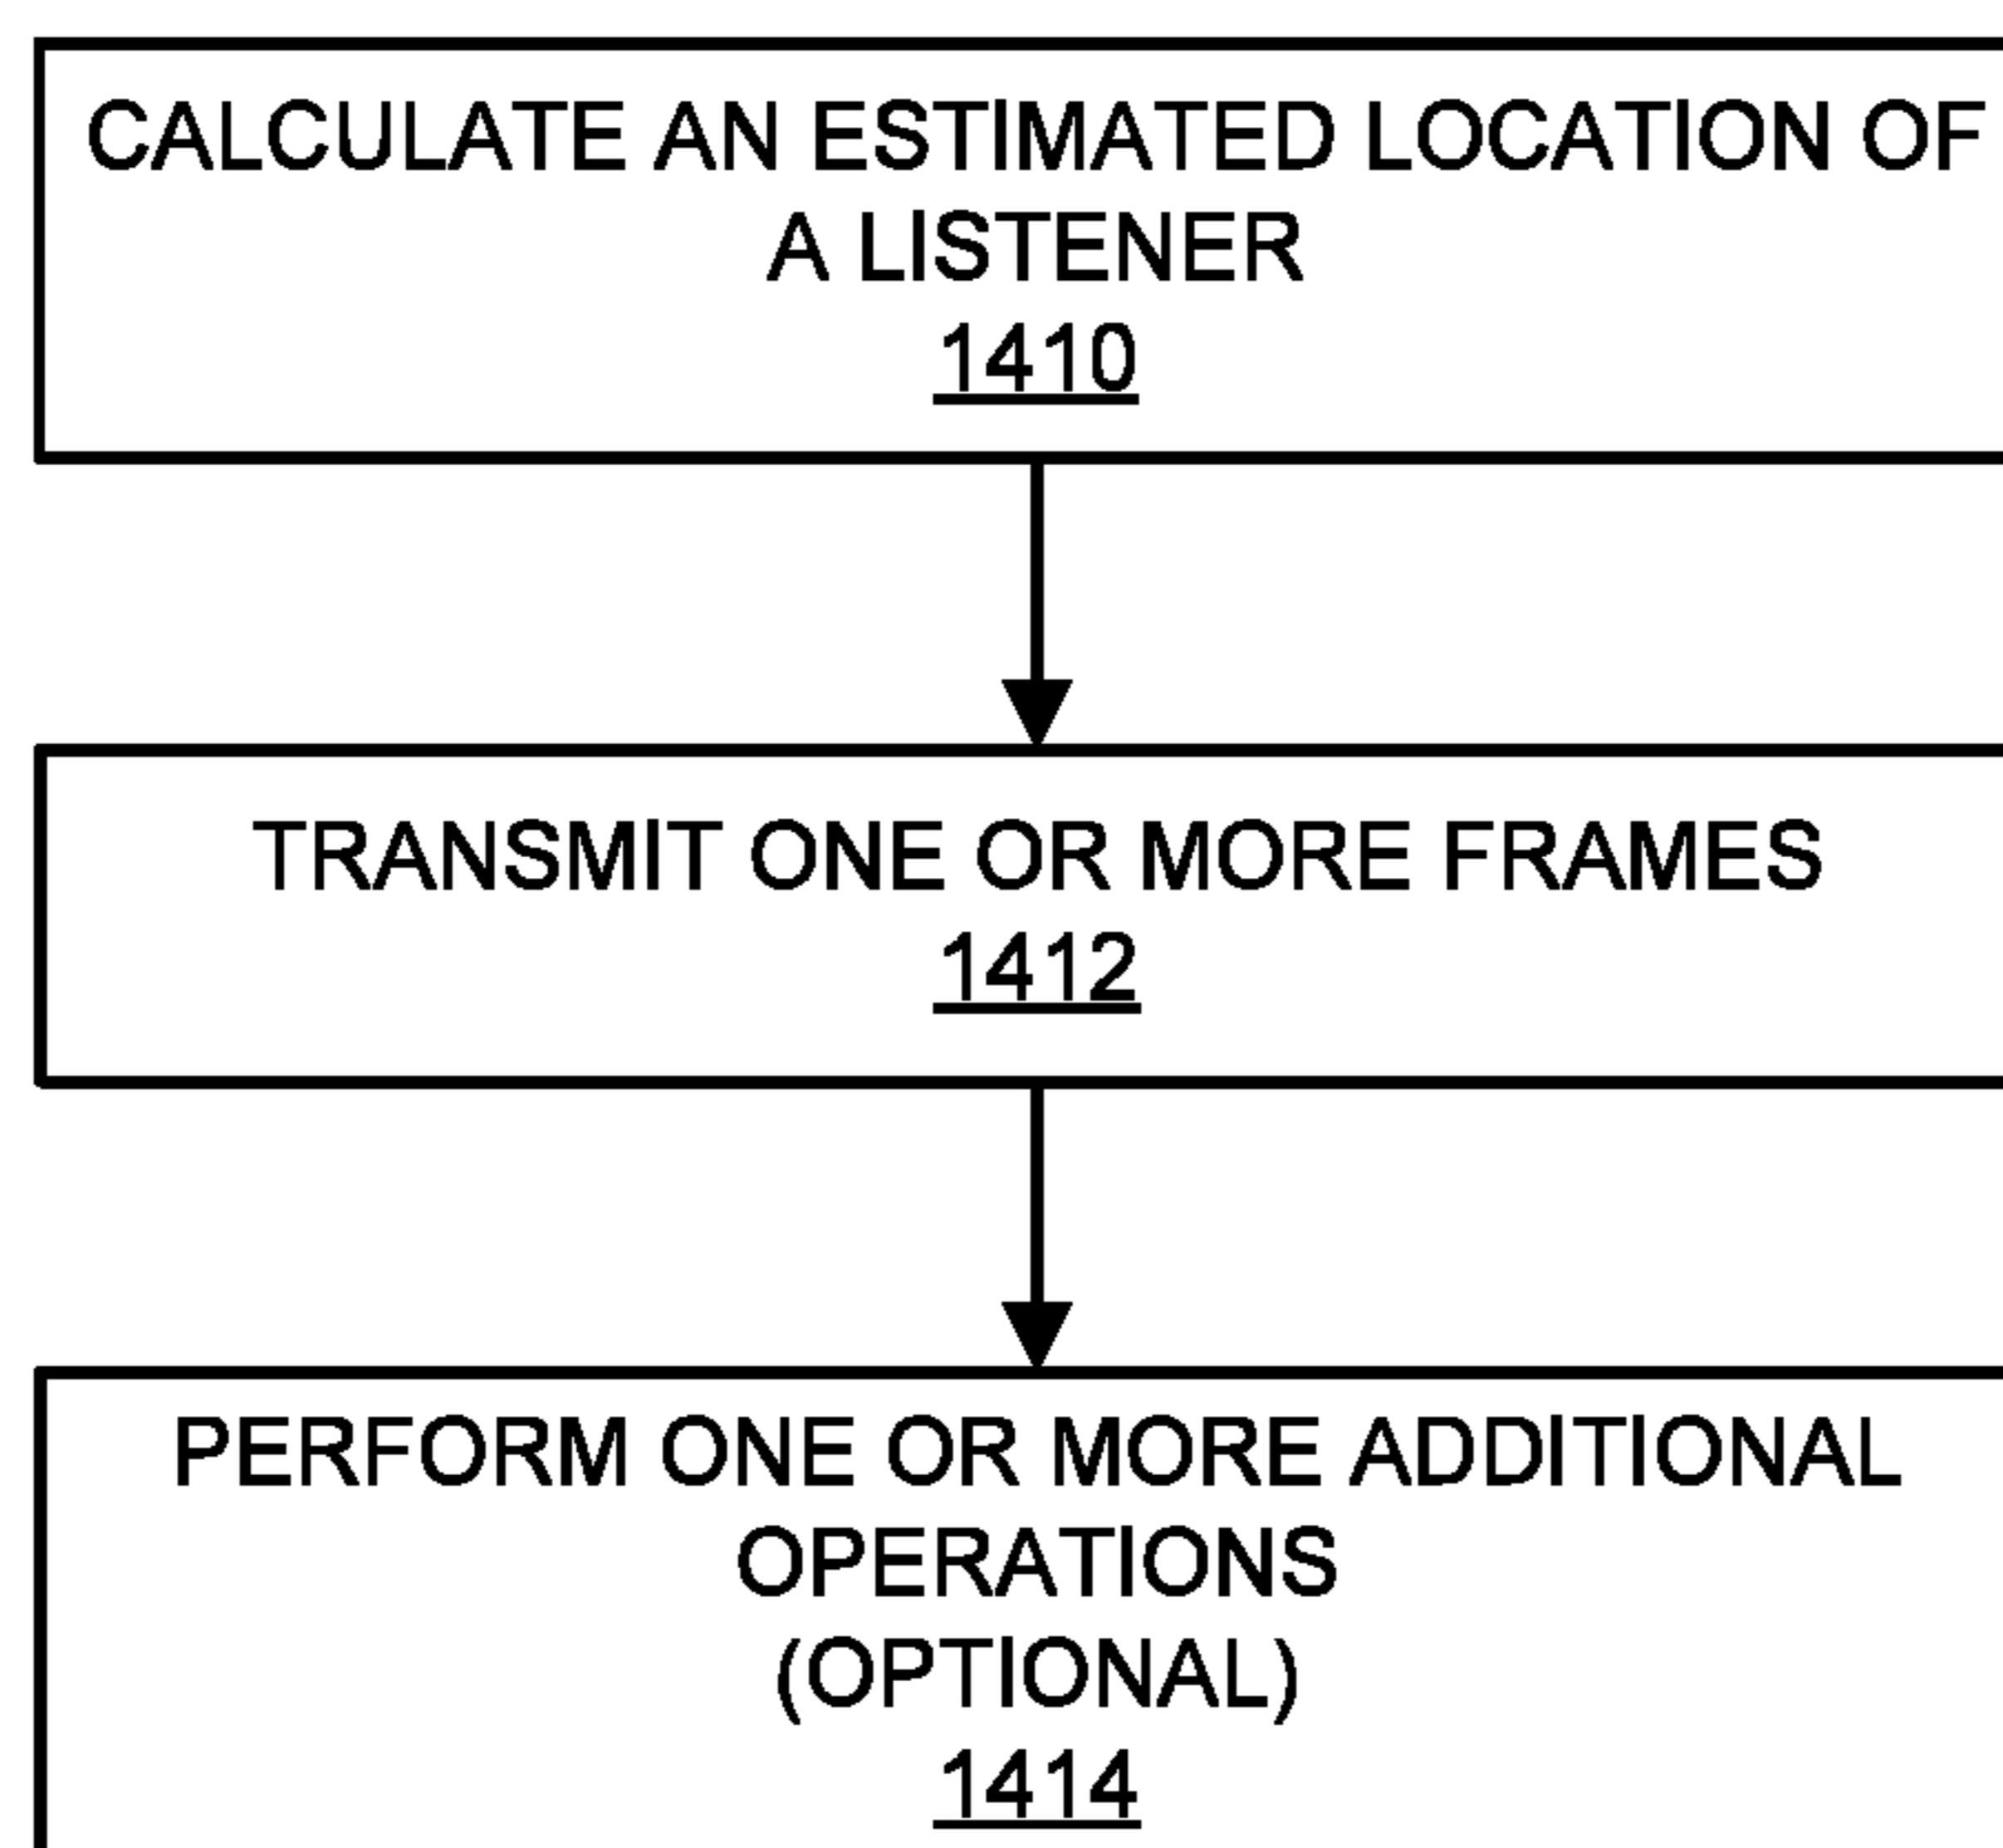 CALCULATE AN ESTIMATED LOCATION OF
A LISTENER
1410
TRANSMIT ONE OR MORE FRAMES
1412
PERFORM ONE OR MORE ADDITIONAL
OPERATIONS
(OPTIONAL)
1414